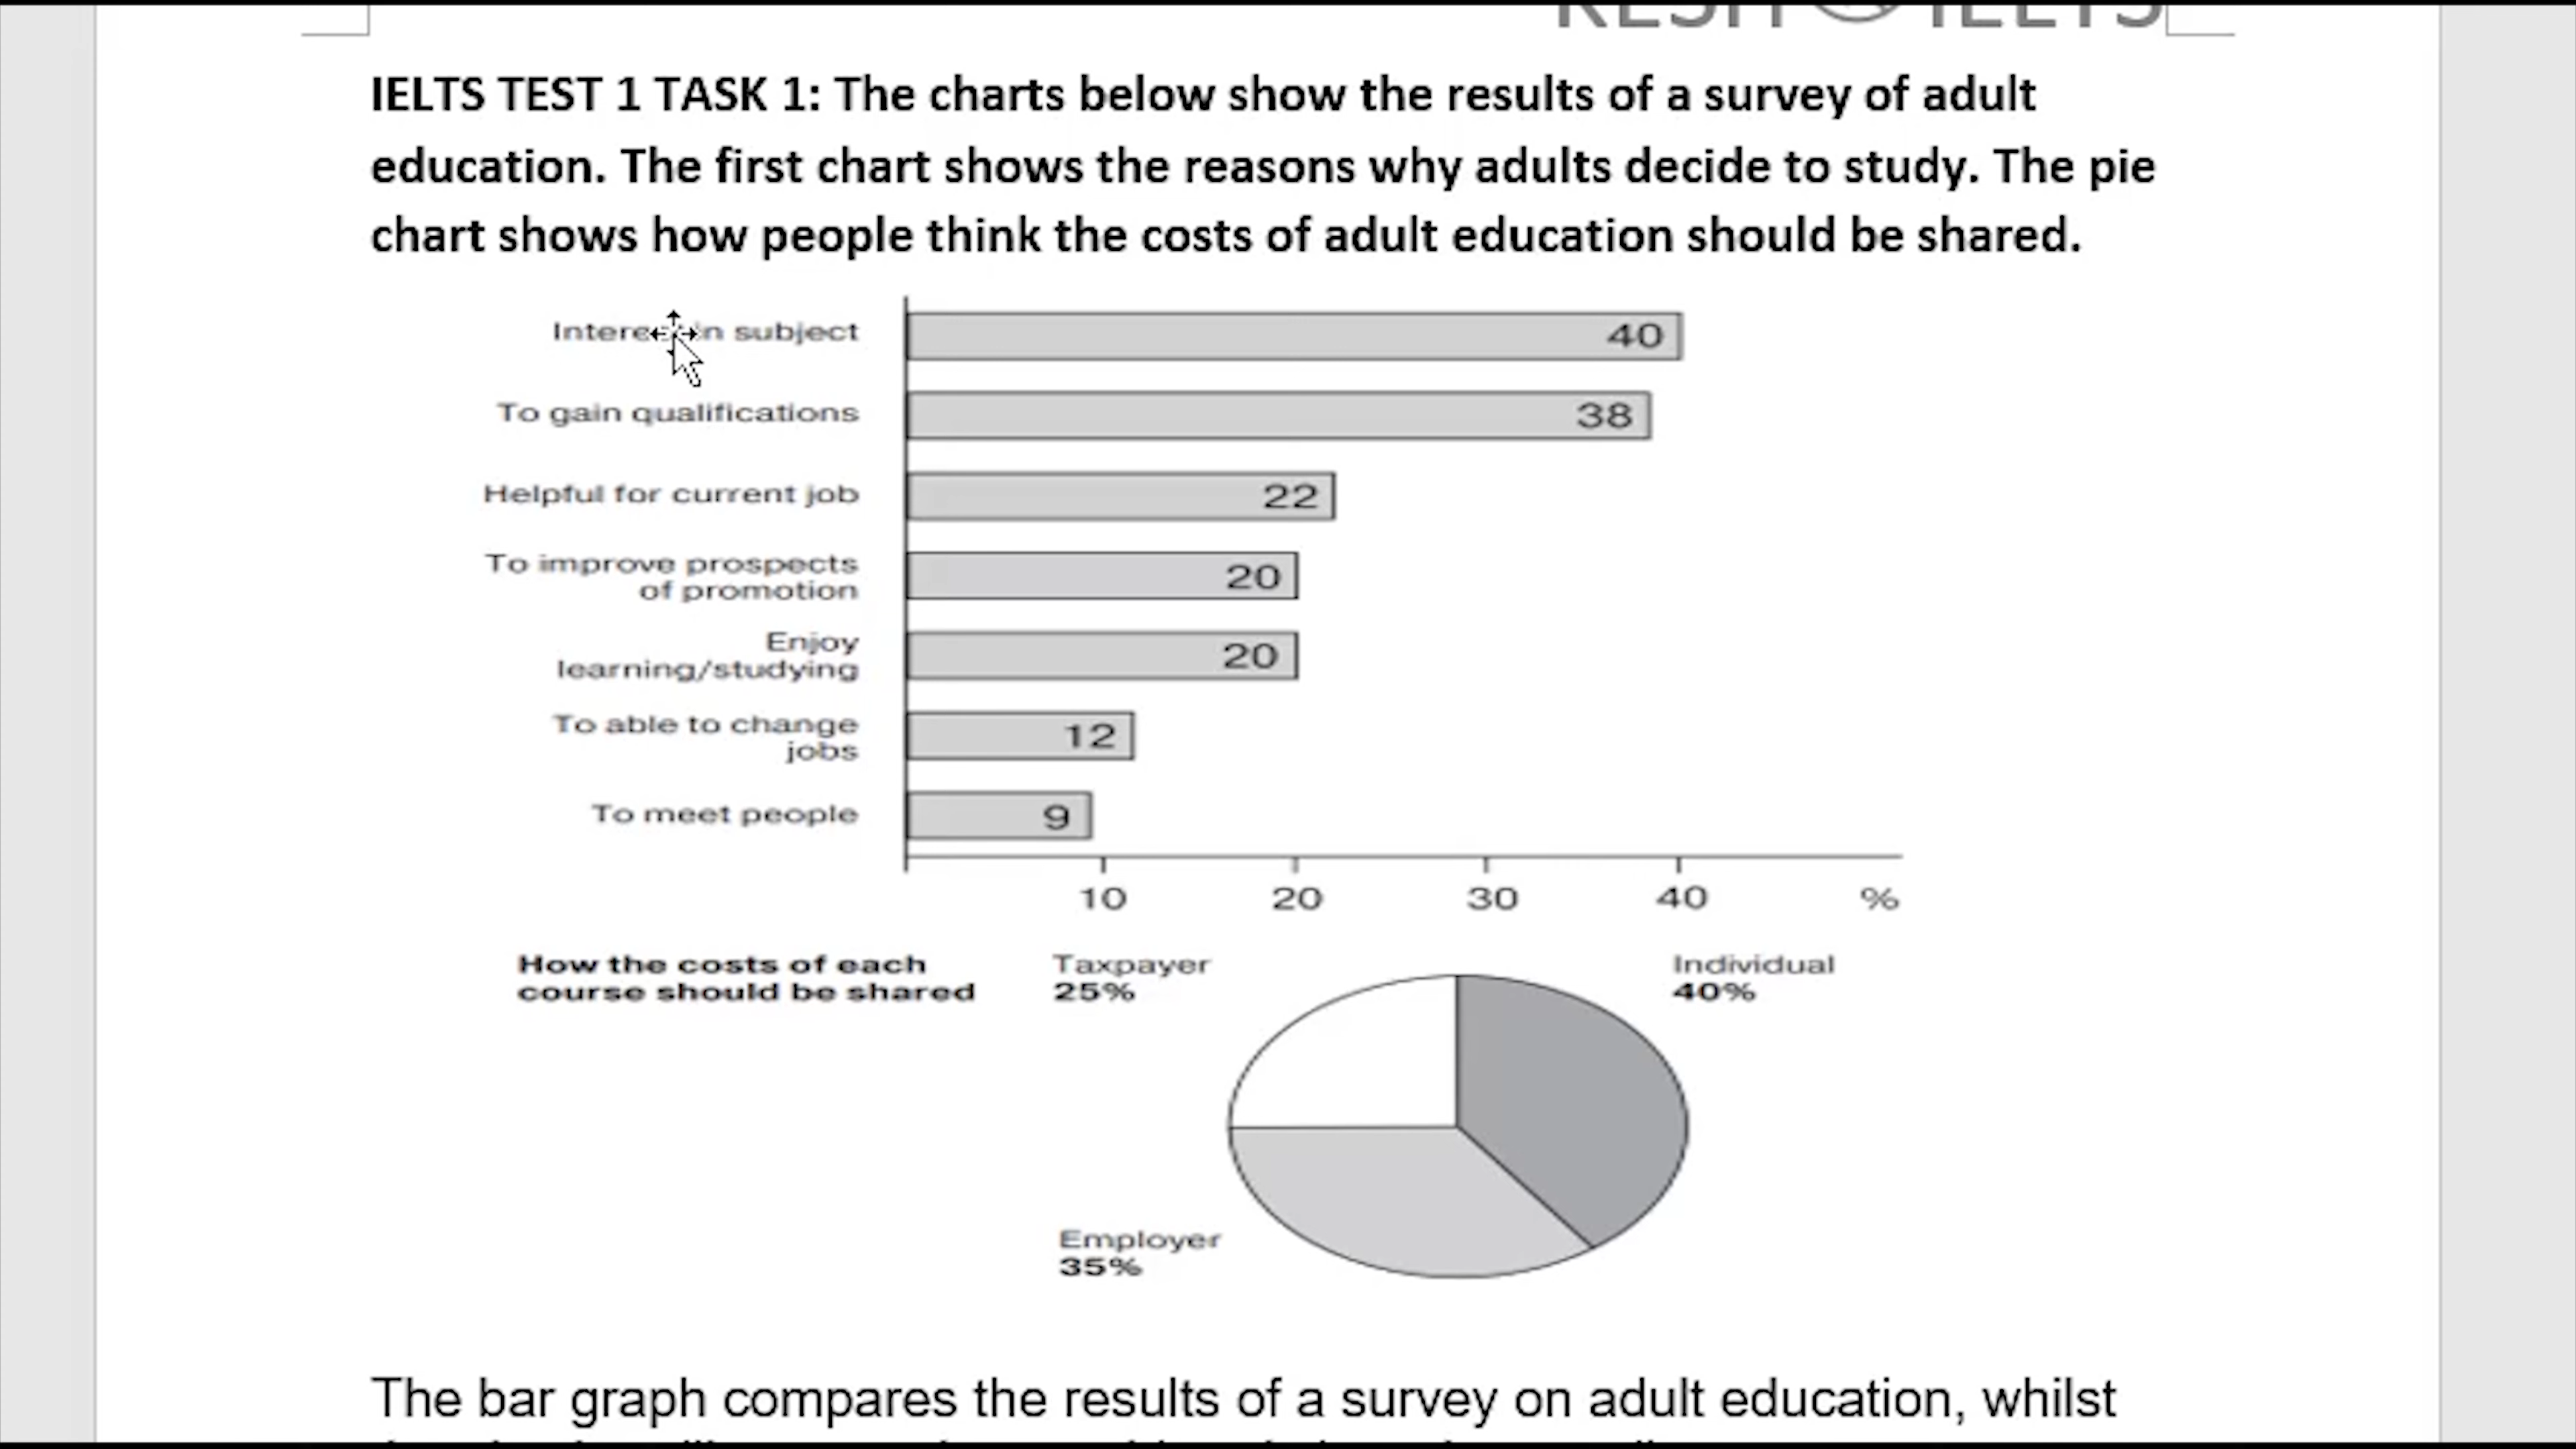 IELTS TEST 1 TASK 1: The charts below show the results of a survey of adult
education. The first chart shows the reasons why adults decide to study. The pie
chart shows how people think the costs of adult education should be shared.
in subject 40
To gain qualifications 38
Helpful for current job 22
To improve prospects
of promotion 20
Enjoy
learning/studying 20
To able to change
jobs 12
To meet people 9
10 20 30 40 %
How the costs of each
course should be shared
Taxpayer
25%
Individual
40%
Employer
35%
The bar graph compares the results of a survey on adult education, whilst